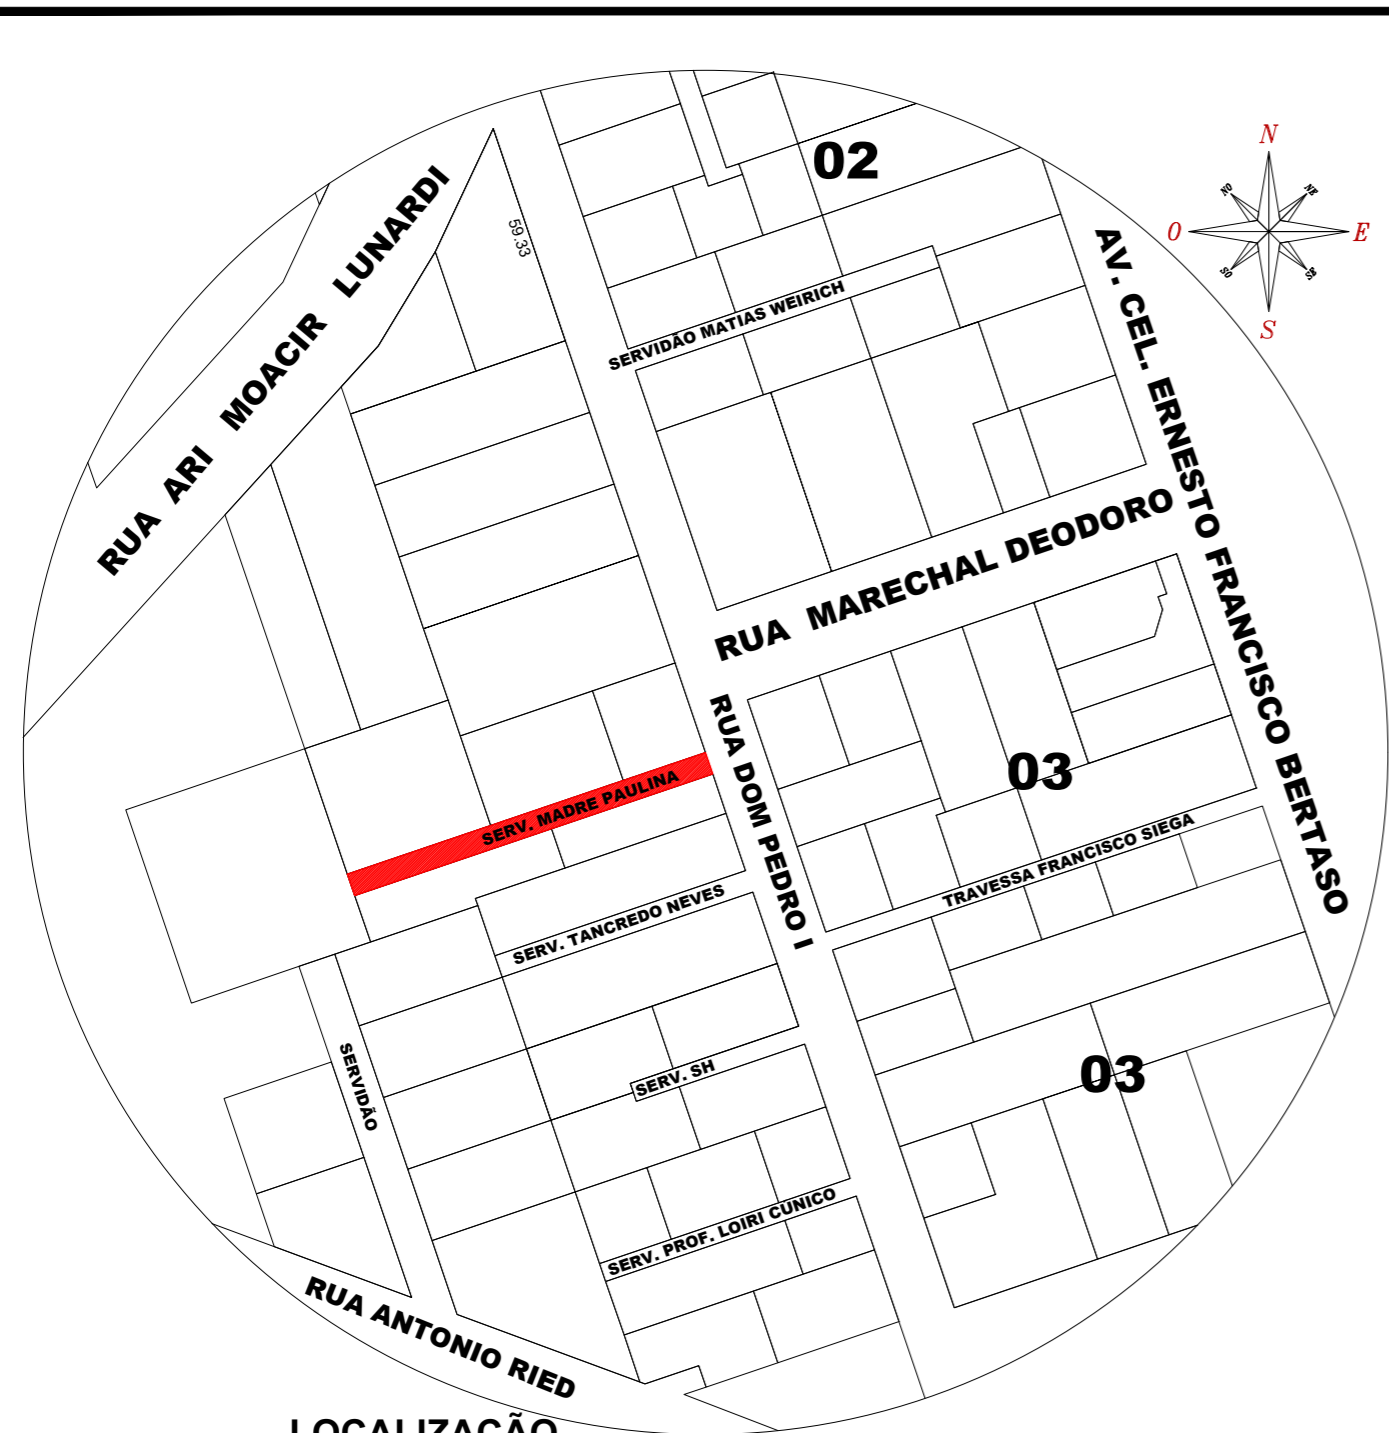 02
N
NO
NE
O
E
SO
SE
S
RUA ARI MOACIR LUNARDI
59.33
SERVIDÃO MATIAS WEIRICH
AV. CEL. ERNESTO FRANCISCO BERTASO
RUA MARECHAL DEODORO
RUA DOM PEDRO I
SERV. MADRE PAULINA
03
TRAVESSA FRANCISCO SIEGA
SERV. TANCREDO NEVES
SERVIDÃO
SERV. SH
03
SERV. PROF. LOIRI CÚNICO
RUA ANTONIO RIED
LOCALIZAÇÃO